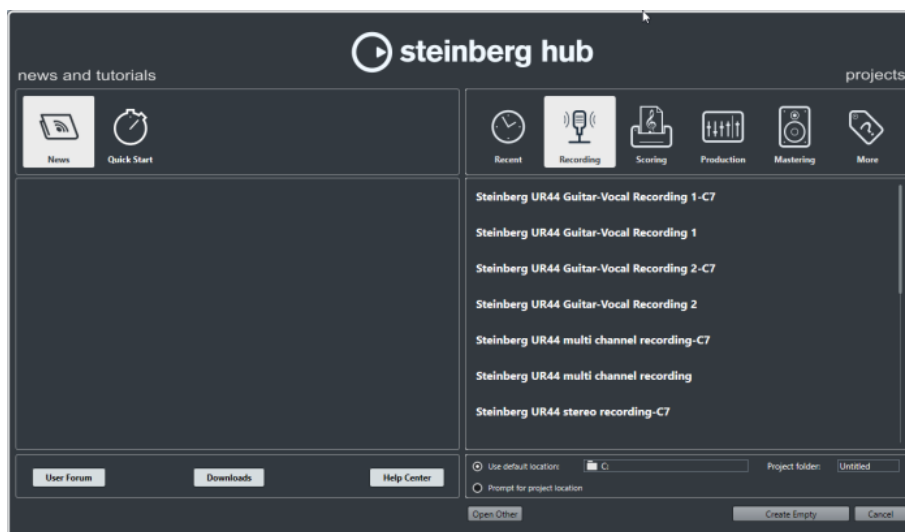 steinberg hub
news and tutorials
projects
News
Quick Start
Recent
Recording
Scoring
Production
Mastering
More
Steinberg UR44 Guitar-Vocal Recording 1-C7
Steinberg UR44 Guitar-Vocal Recording 1
Steinberg UR44 Guitar-Vocal Recording 2-C7
Steinberg UR44 Guitar-Vocal Recording 2
Steinberg UR44 multi channel recording-C7
Steinberg UR44 multi channel recording
Steinberg UR44 stereo recording-C7
User Forum
Downloads
Help Center
Use default location:
C:
Project folder:
Untitled
Prompt for project location
Open Other
Create Empty
Cancel